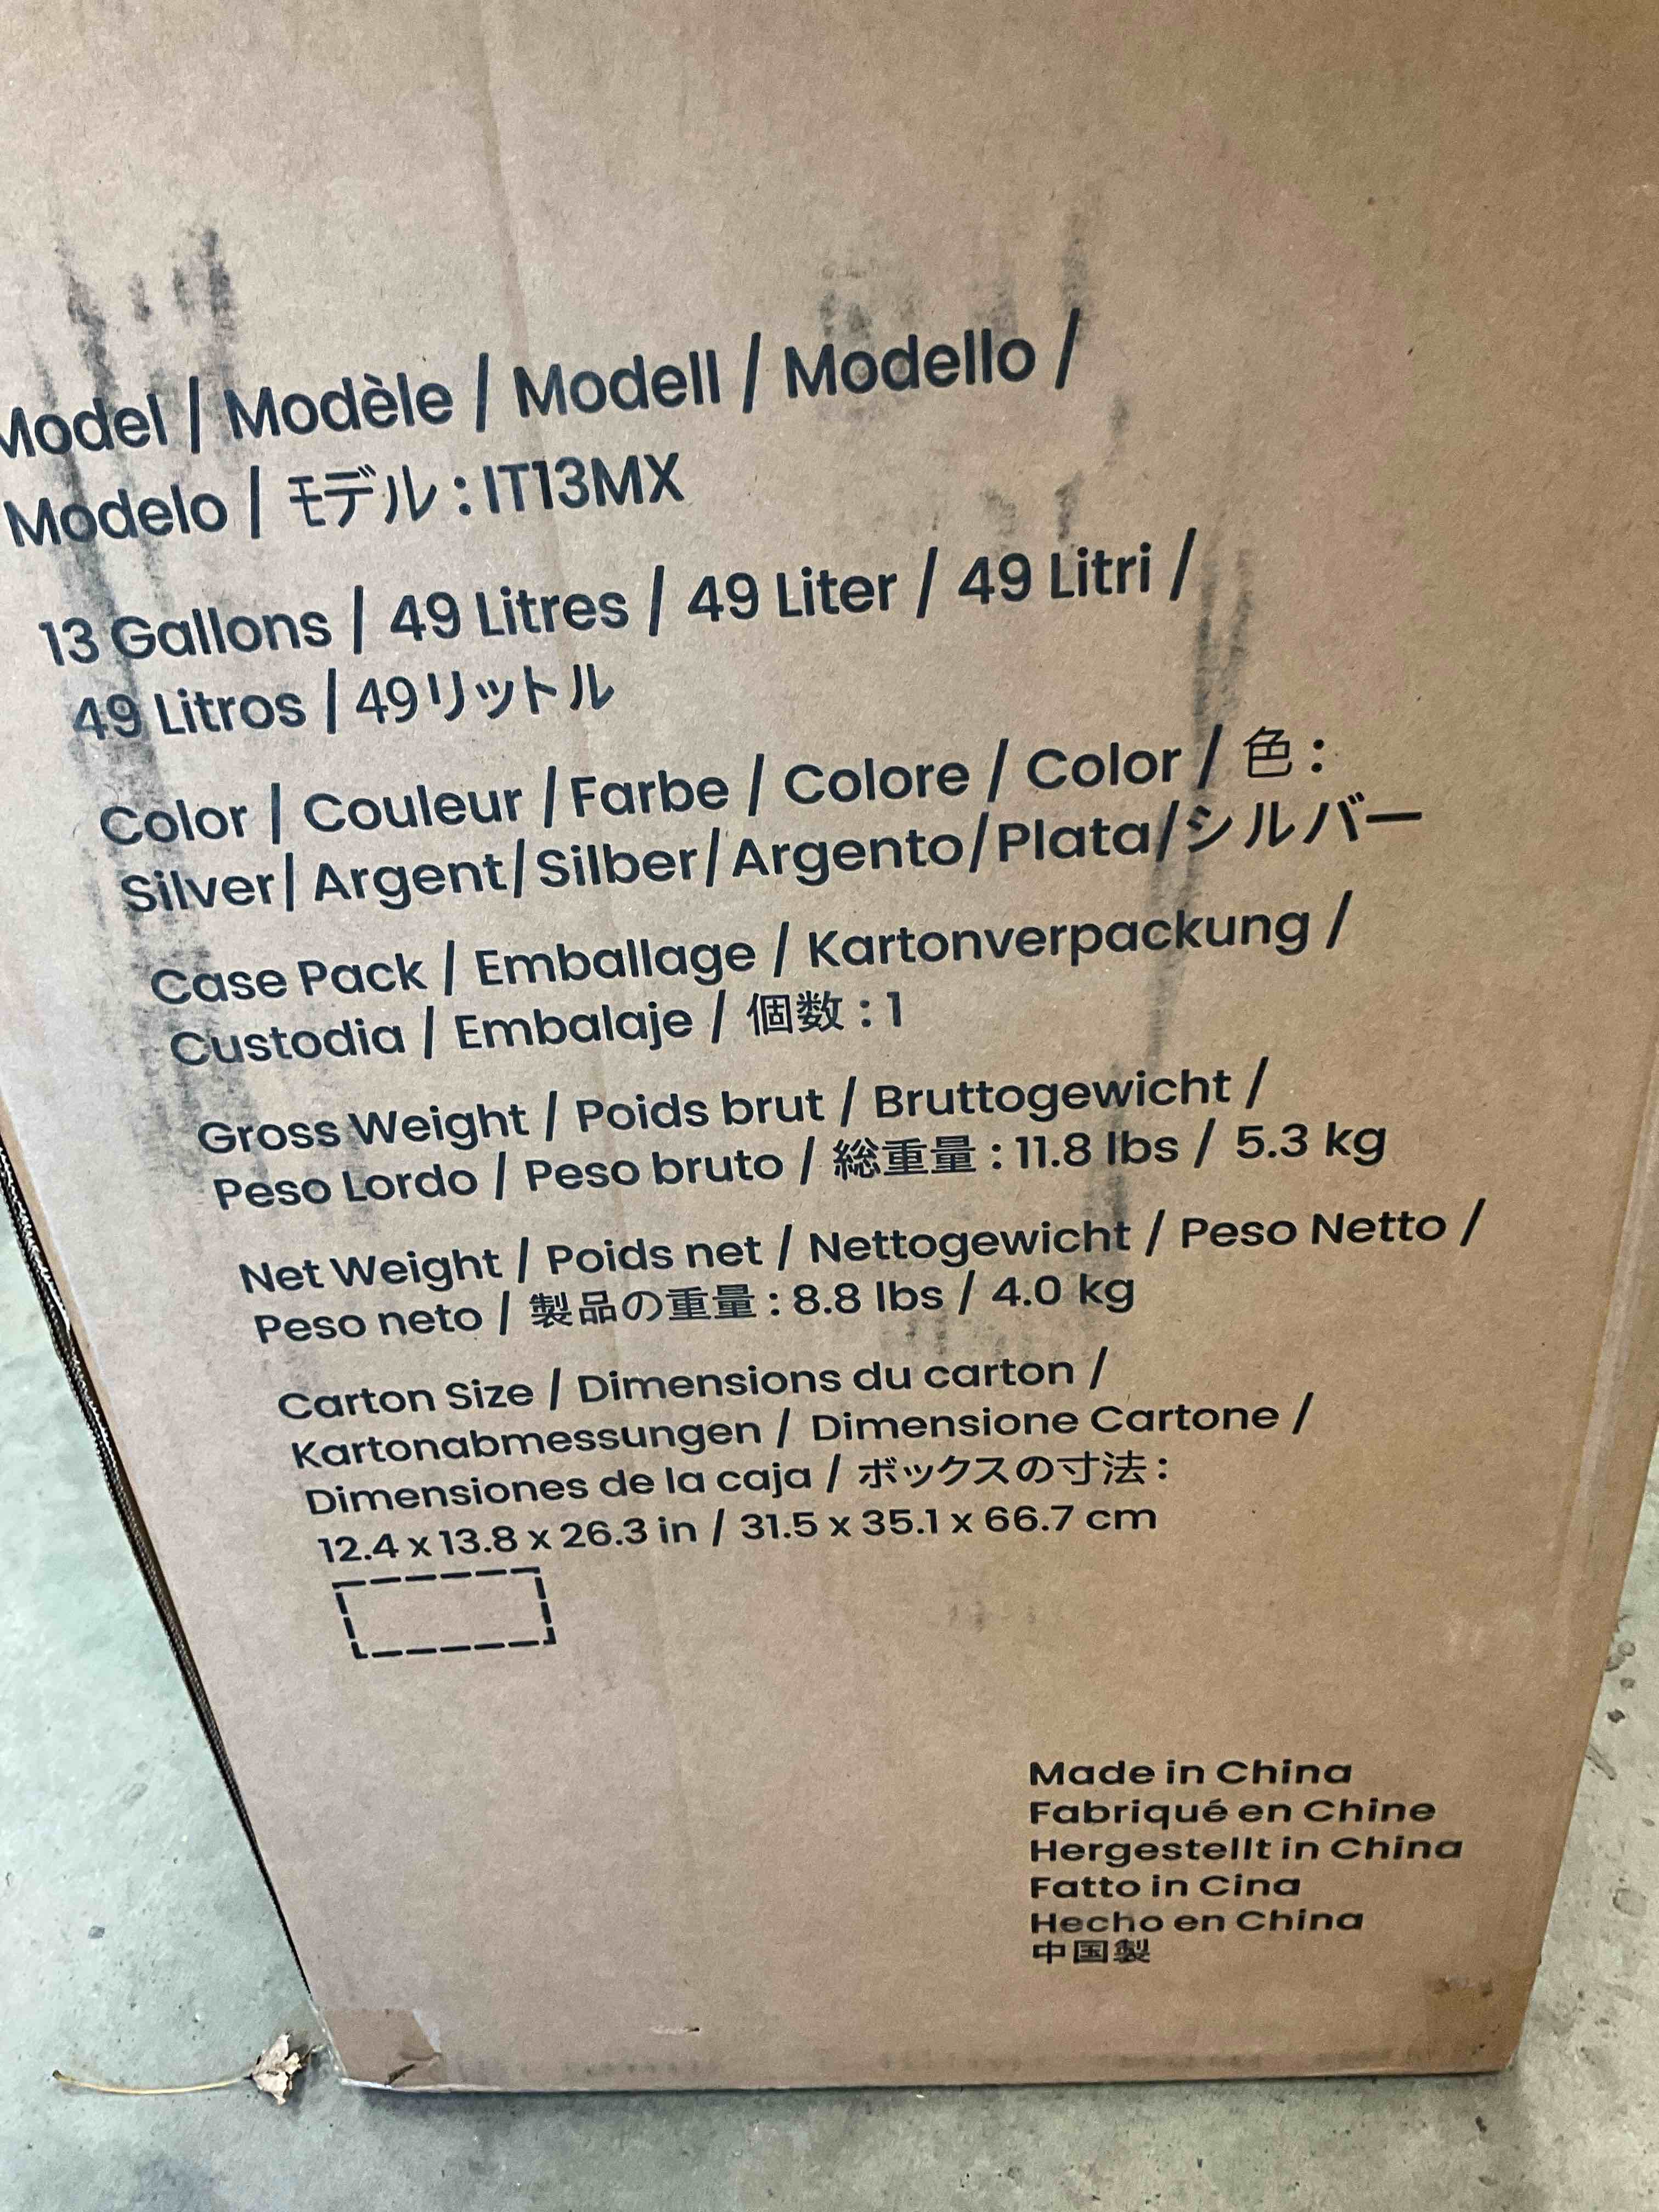 Model / Modèle / Modell / Modello /
Modelo / モデル : IT13MX
13 Gallons / 49 Litres / 49 Liter / 49 Litri /
49 Litros / 49リットル
Color / Couleur / Farbe / Colore / Color / 色 :
Silver/ Argent/ Silber/ Argento/ Plata/ シルバー
Case Pack / Emballage / Kartonverpackung /
Custodia / Embalaje / 個数 : 1
Gross Weight / Poids brut / Bruttogewicht /
Peso Lordo / Peso bruto / 総重量 : 11.8 lbs / 5.3 kg
Net Weight / Poids net / Nettogewicht / Peso Netto /
Peso neto / 製品の重量 : 8.8 lbs / 4.0 kg
Carton Size / Dimensions du carton /
Kartonabmessungen / Dimensione Cartone /
Dimensiones de la caja / ボックスの寸法 :
12.4 x 13.8 x 26.3 in / 31.5 x 35.1 x 66.7 cm
Made in China
Fabriqué en Chine
Hergestellt in China
Fatto in Cina
Hecho en China
中国製